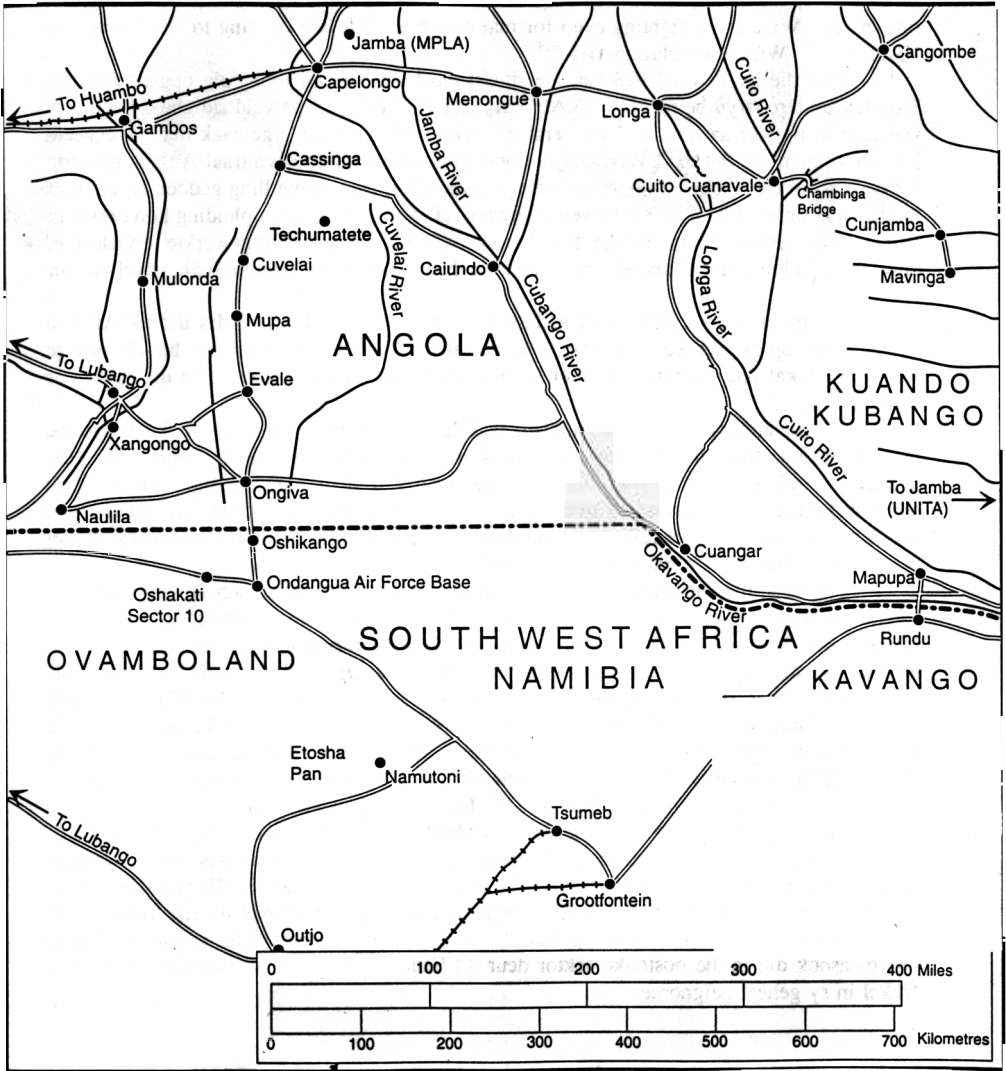 Jamba (MPLA)
Cangombe
Capelongo
To Huambo
Menongue
Cuito River
Longa
Gambos
Jamba River
Cassinga
Cuito Cuanavale
Chambinga
Bridge
Techumatete
Cuvelai River
Cunjamba
Cuvelai
Caiundo
Mulonda
Cubango River
Longa River
Mavinga
Mupa
ANGOLA
To Lubango
Evale
KUANDO
KUBANGO
Xangongo
Cuito River
Ongiva
To Jamba
(UNITA)
Naulila
Oshikango
Cuangar
Okavango River
Mapupa
Oshakati
Sector 10
Ondangua Air Force Base
SOUTH WEST AFRICA
NAMIBIA
Rundu
OVAMBOLAND
KAVANGO
Etosha
Pan
Namutoni
Tsumeb
To Lubango
Grootfontein
Outjo
0 100 200 300 400 Miles
0 100 200 300 400 500 600 700 Kilometres